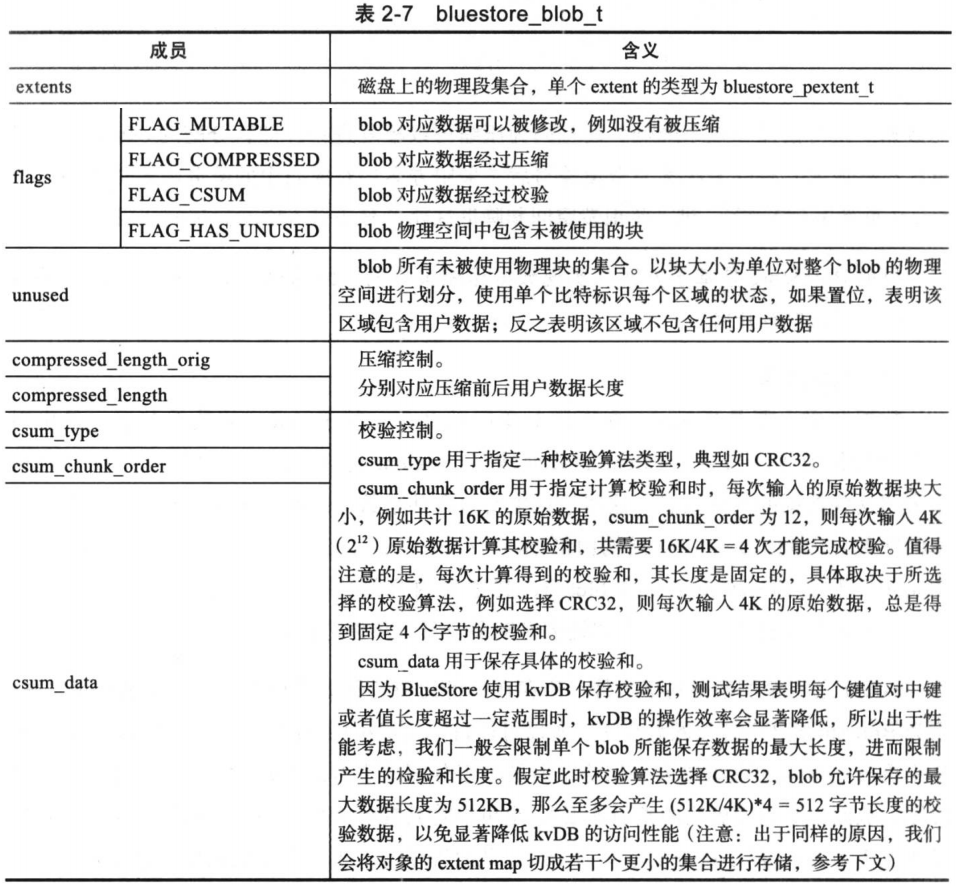 表 2-7 bluestore_blob_t
成员 含义
extents 磁盘上的物理段集合，单个 extent 的类型为 bluestore_pextent_t
flags
FLAG_MUTABLE blob 对应数据可以被修改，例如没有被压缩
FLAG_COMPRESSED blob 对应数据经过压缩
FLAG_CSUM blob 对应数据经过校验
FLAG_HAS_UNUSED blob 物理空间中包含未被使用的块
unused
blob 所有未被使用物理块的集合。以块大小为单位对整个 blob 的物理
空间进行划分，使用单个比特标识每个区域的状态，如果置位，表明该
区域包含用户数据；反之表明该区域不包含任何用户数据
compressed_length_orig
compressed_length
压缩控制。
分别对应压缩前后用户数据长度
csum_type
csum_chunk_order
csum_data
校验控制。
csum_type 用于指定一种校验算法类型，典型如 CRC32。
csum_chunk_order 用于指定计算校验和时，每次输入的原始数据块大
小，例如共计 16K 的原始数据，csum_chunk_order 为 12，则每次输入 4K
（2¹²）原始数据计算其校验和，共需要 16K/4K = 4 次才能完成校验。值得
注意的是，每次计算得到的校验和，其长度是固定的，具体取决于所选
择的校验算法，例如选择 CRC32，则每次输入 4K 的原始数据，总是得
到固定 4 个字节的校验和。
csum_data 用于保存具体的校验和。
因为 BlueStore 使用 kvDB 保存校验和，测试结果表明每个键值对中键
或者值长度超过一定范围时，kvDB 的操作效率会显著降低，所以出于性
能考虑，我们一般会限制单个 blob 所能保存数据的最大长度，进而限制
产生的检验和长度。假定此时校验算法选择 CRC32，blob 允许保存的最
大数据长度为 512KB，那么至多会产生 (512K/4K)*4 = 512 字节长度的校
验数据，以免显著降低 kvDB 的访问性能（注意：出于同样的原因，我们
会将对象的 extent map 切成若干个更小的集合进行存储，参考下文）